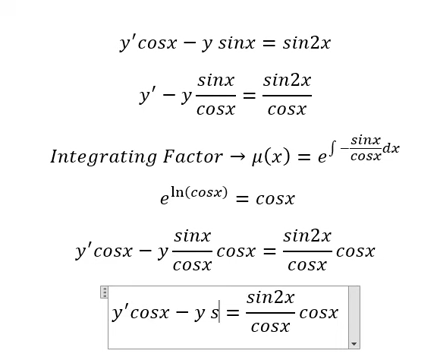 y′cosx − y sinx = sin2x
y′ − y sinx/cosx = sin2x/cosx
Integrating Factor → μ(x) = e^∫ −sinx/cosx dx
e^ln(cosx) = cosx
y′cosx − y sinx/cosx cosx = sin2x/cosx cosx
y′cosx − y s = sin2x/cosx cosx